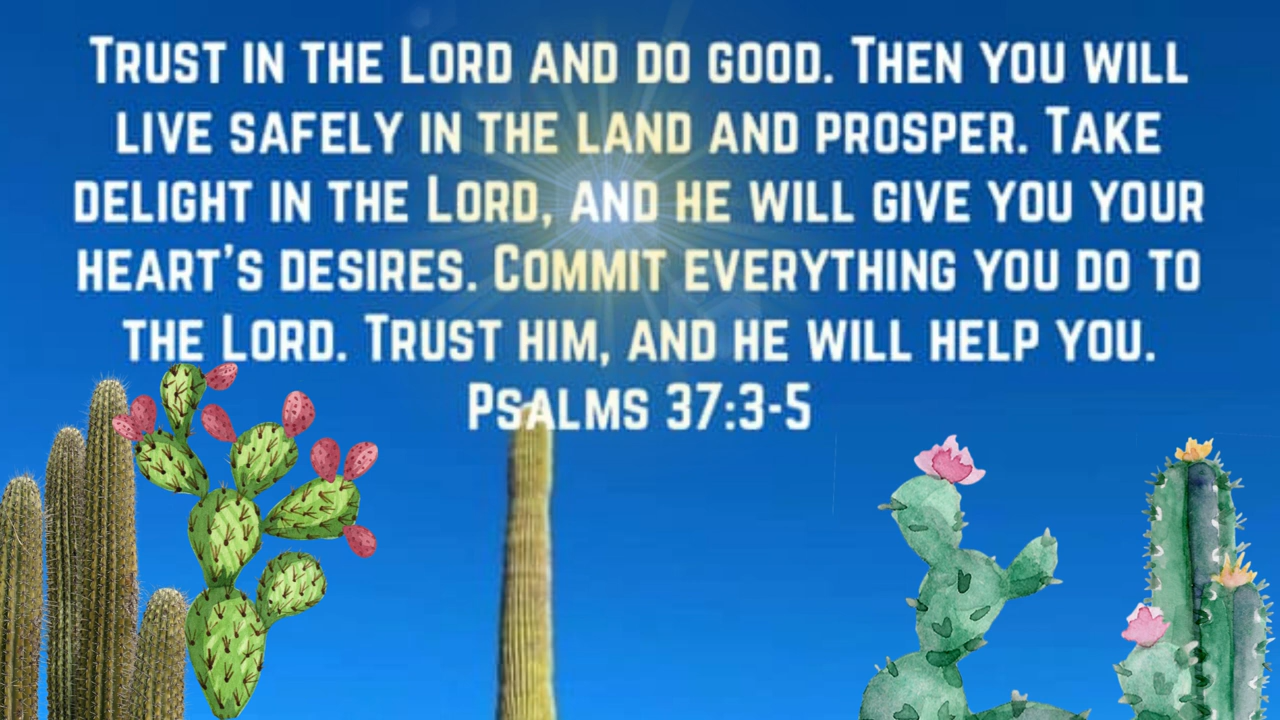 Trust in the Lord and do good. Then you will
live safely in the land and prosper. Take
delight in the Lord, and he will give you your
heart's desires. Commit everything you do to
the Lord. Trust him, and he will help you.
Psalms 37:3-5